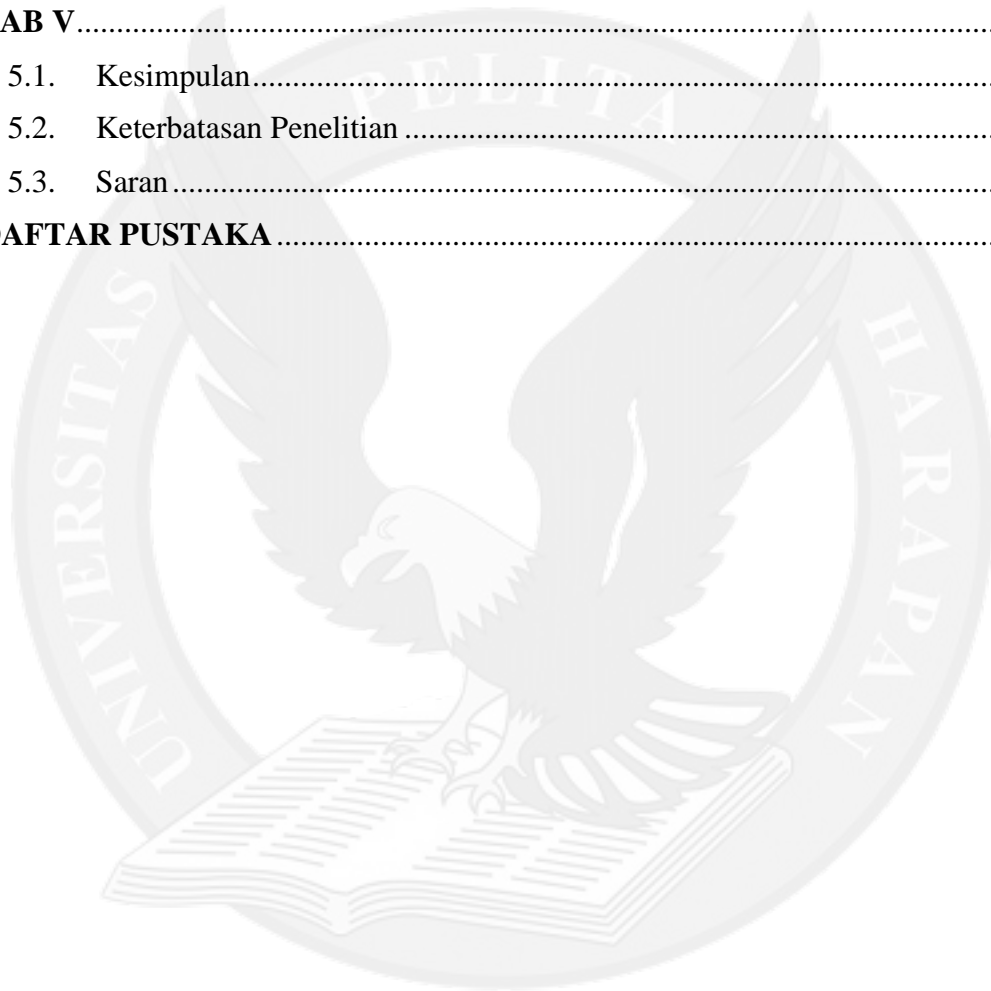 AB V..........................................................................................................
5.1. Kesimpulan..........................................................................................
5.2. Keterbatasan Penelitian..........................................................................
5.3. Saran....................................................................................................
AFTAR PUSTAKA..........................................................................................
UNIVERSITAS PELITA HARAPAN